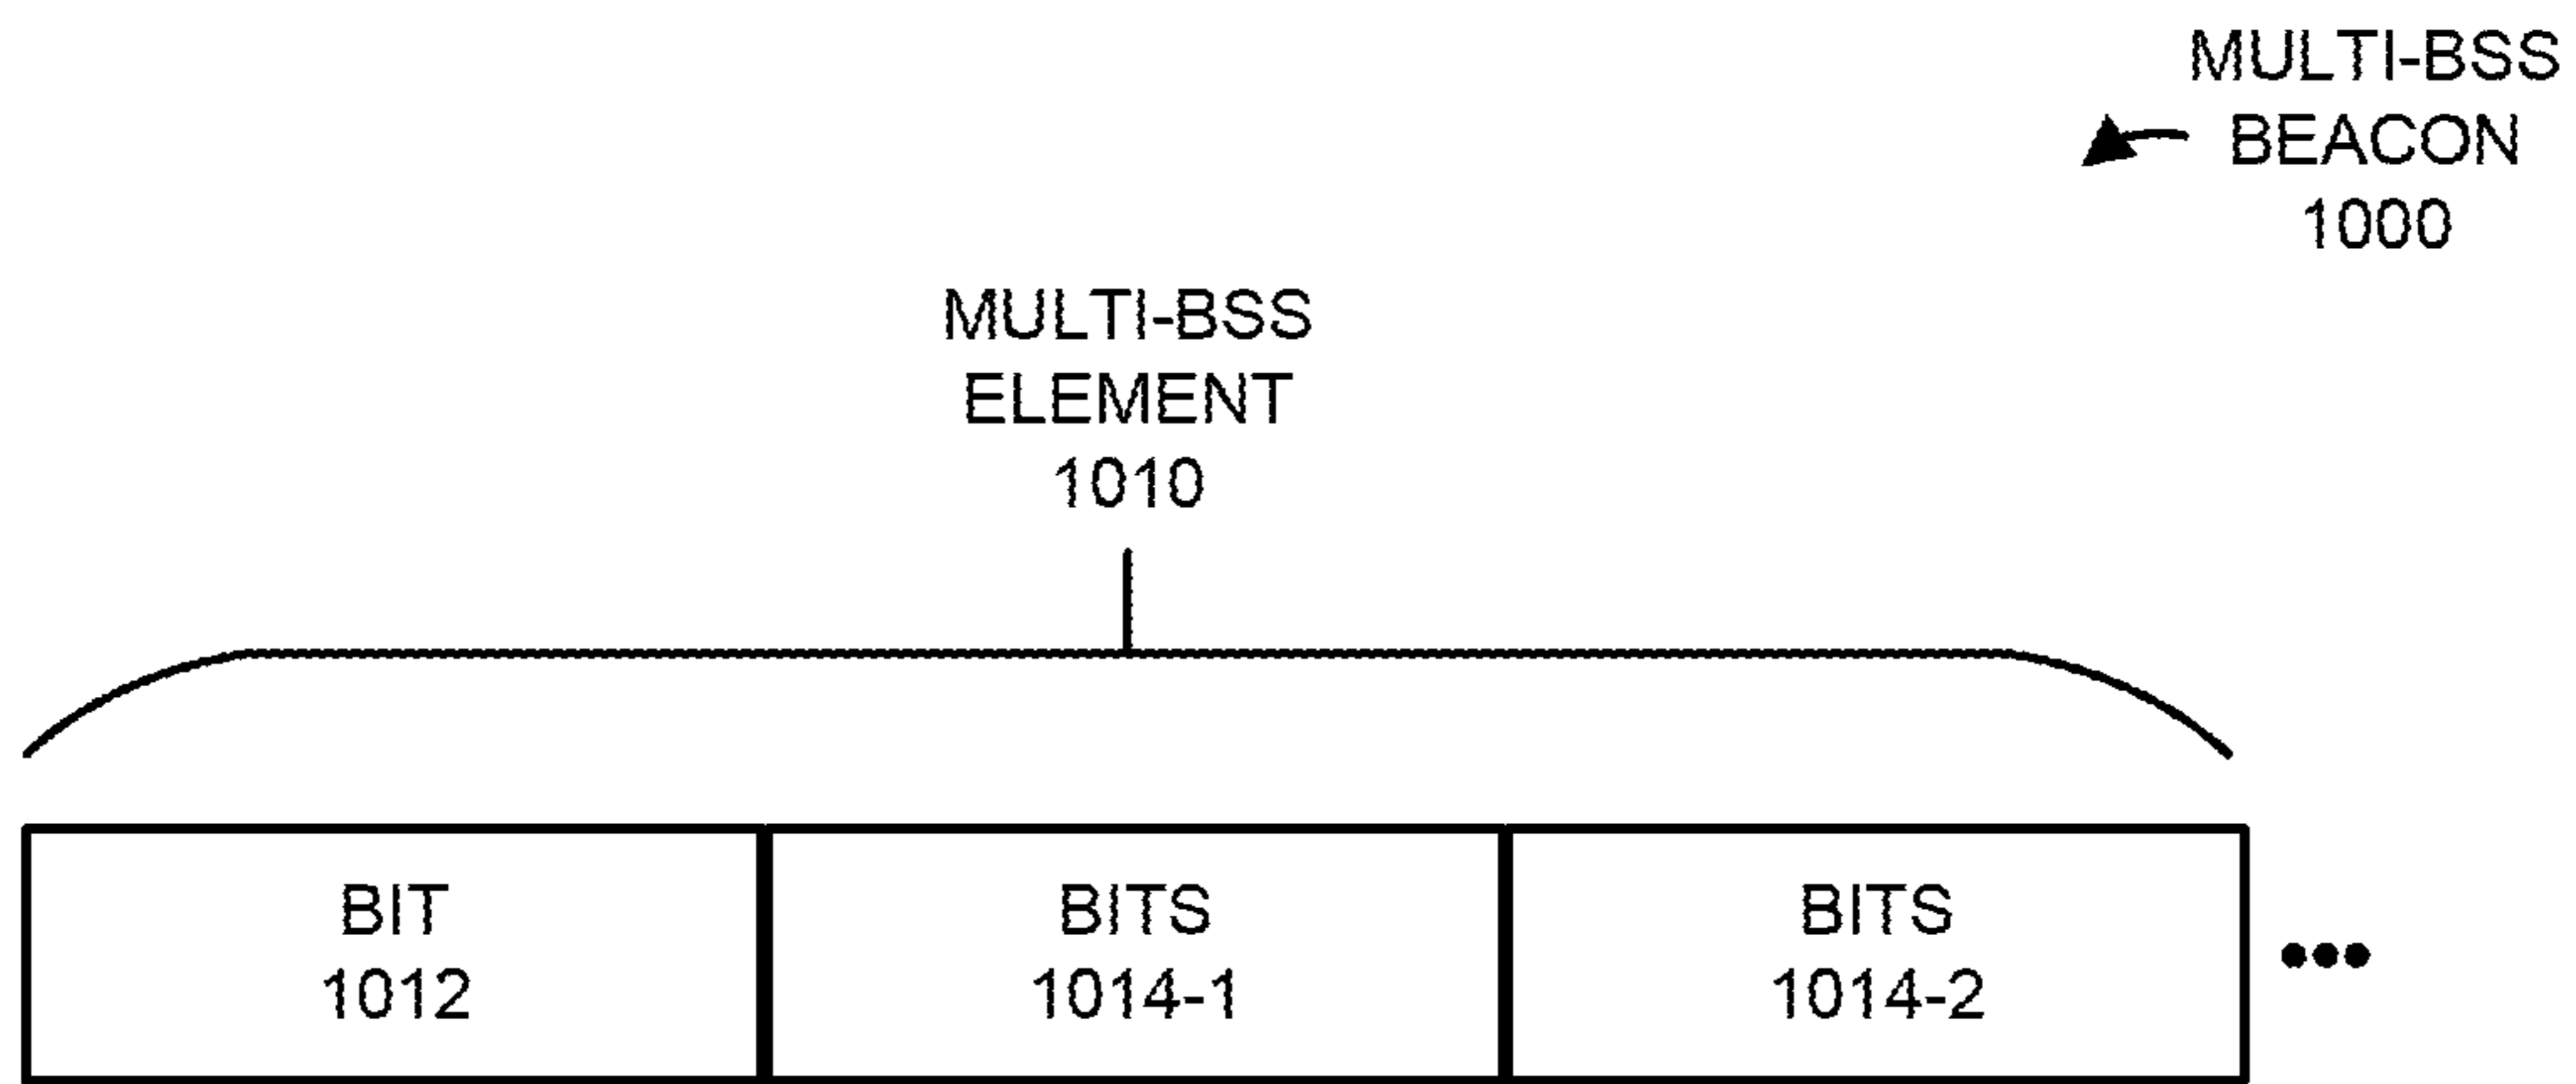 MULTI-BSS
BEACON
1000
MULTI-BSS
ELEMENT
1010
BIT
1012
BITS
1014-1
BITS
1014-2